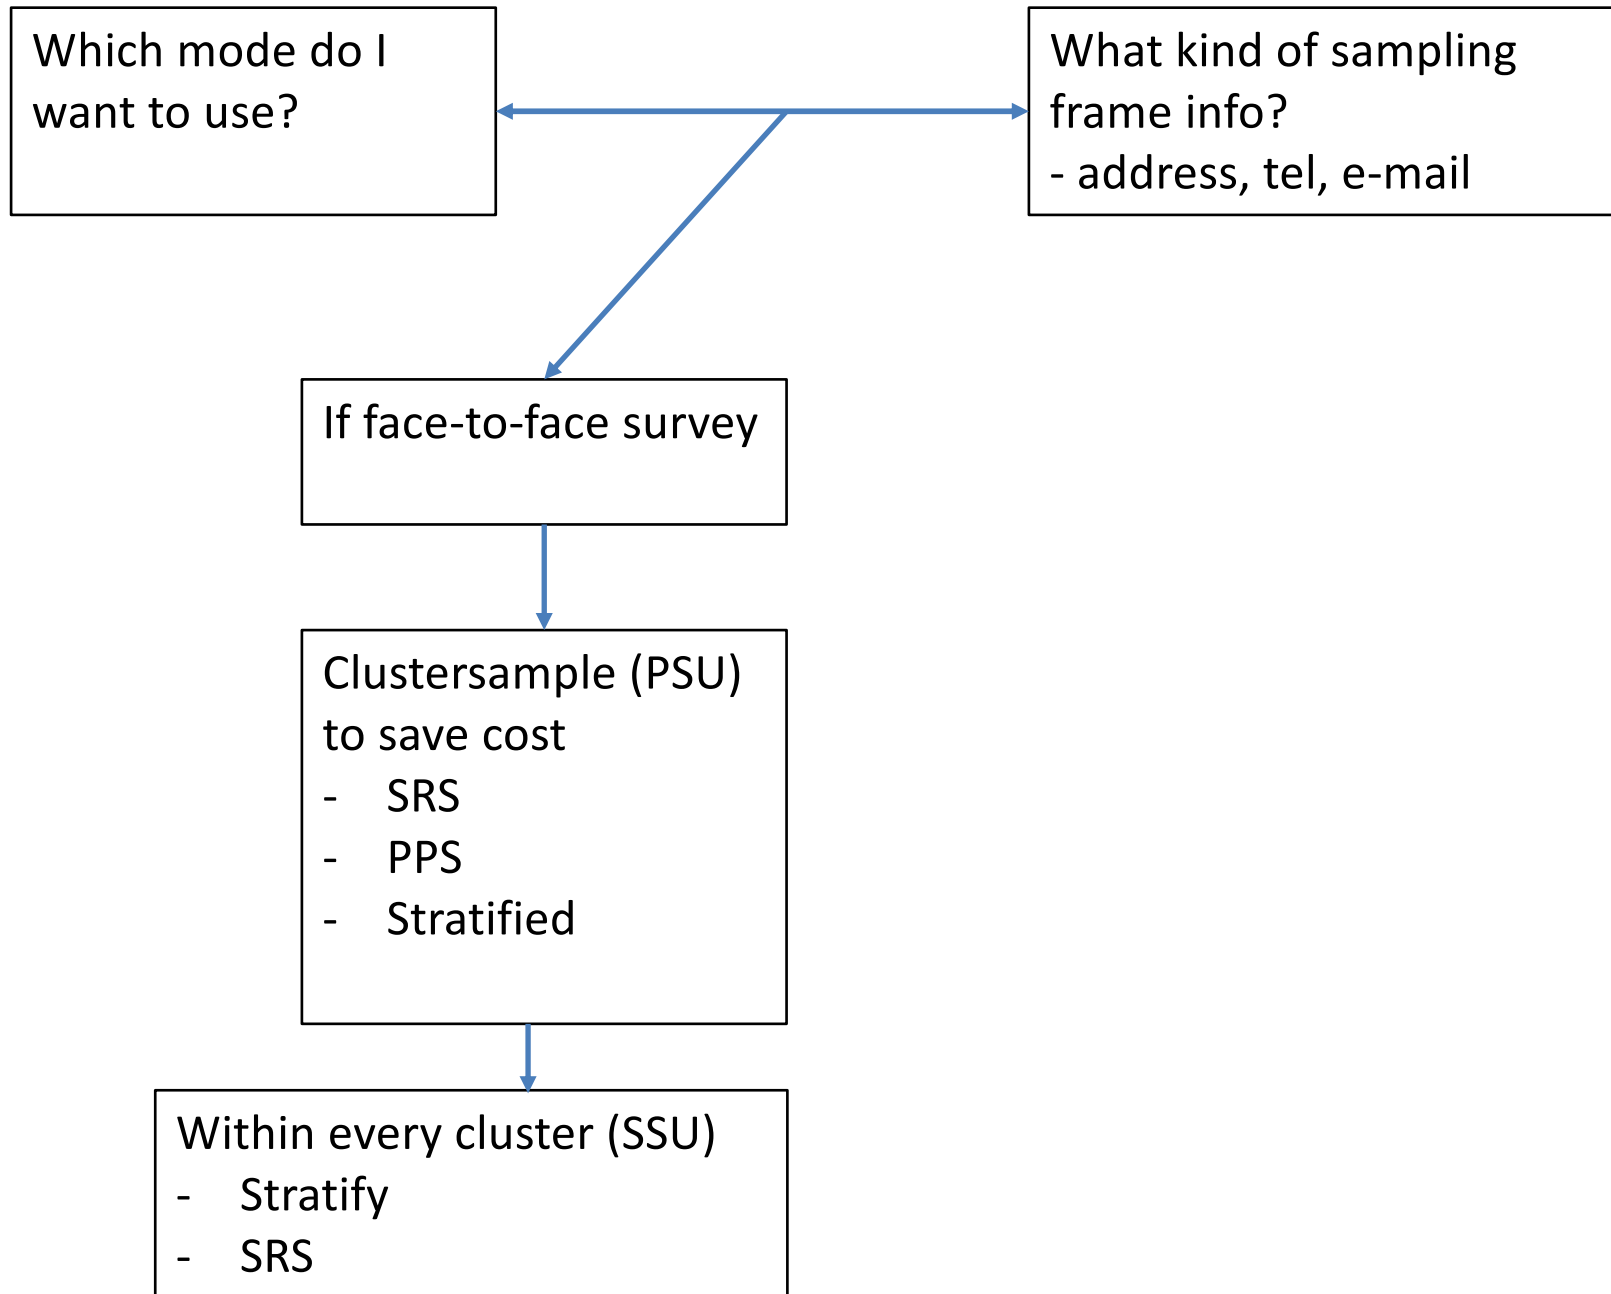 Which mode do I
want to use?
What kind of sampling
frame info?
- address, tel, e-mail
If face-to-face survey
Clustersample (PSU)
to save cost
- SRS
- PPS
- Stratified
Within every cluster (SSU)
- Stratify
- SRS